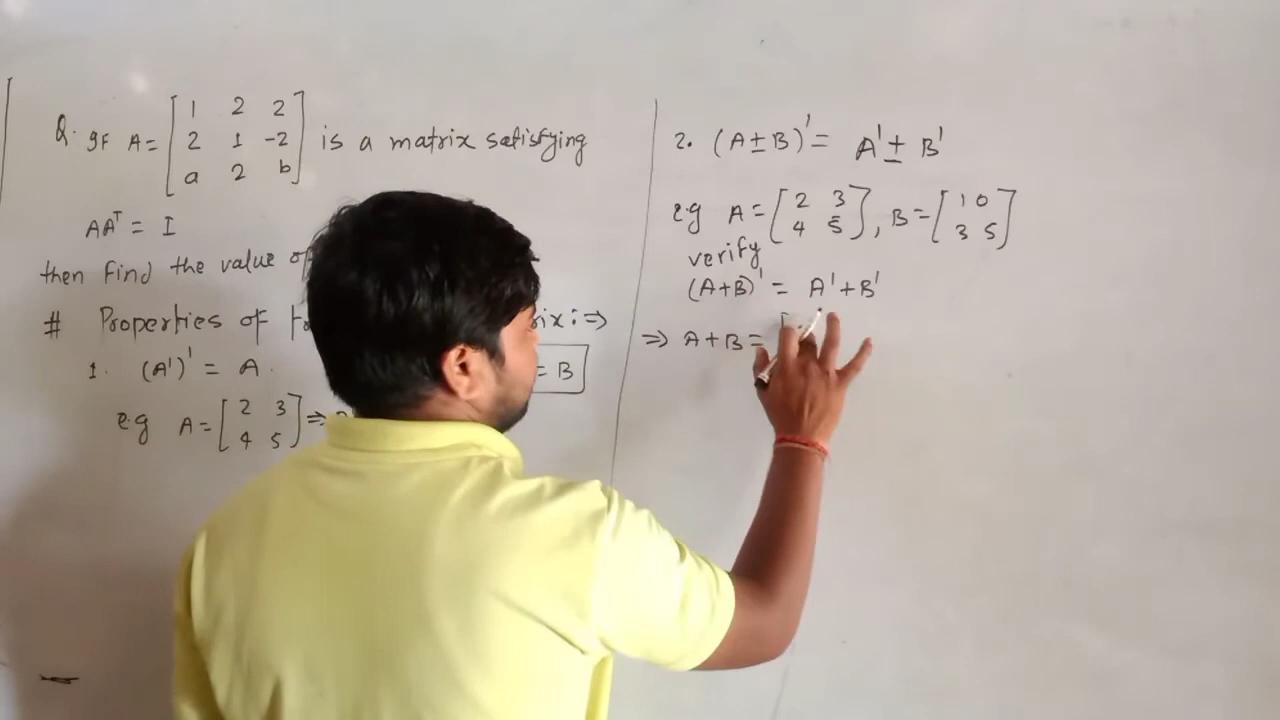 Q. If A = [1 2 2
2 1 -2
a 2 b] is a matrix satisfying
AAᵀ = I
then find the value of
# Properties of
1. (A')' = A.
= B
e.g A = [2 3
4 5] ⇒
2. (A±B)' = A' ± B'
e.g A = [2 3
4 5], B = [1 0
3 5]
verify
(A+B)' = A'+B'
⇒ A+B = [